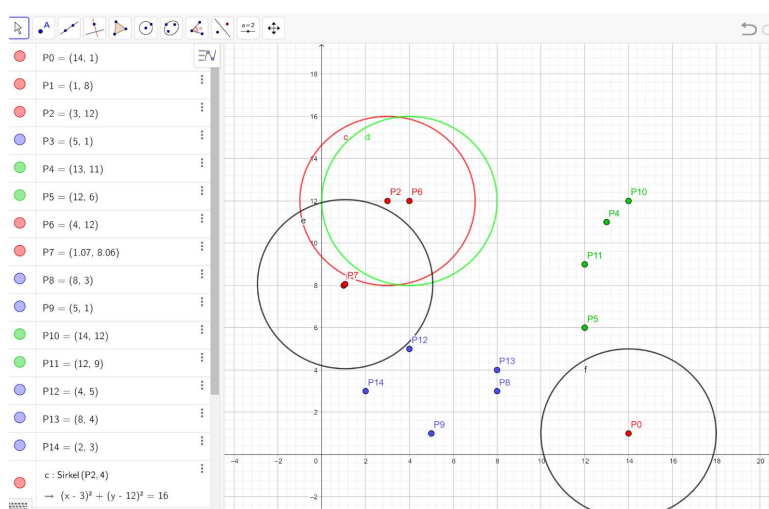 a=2
P0 = (14, 1)
P1 = (1, 8)
P2 = (3, 12)
P3 = (5, 1)
P4 = (13, 11)
P5 = (12, 6)
P6 = (4, 12)
P7 = (1.07, 8.06)
P8 = (8, 3)
P9 = (5, 1)
P10 = (14, 12)
P11 = (12, 9)
P12 = (4, 5)
P13 = (8, 4)
P14 = (2, 3)
c : Sirkel (P2, 4)
→ (x - 3)² + (y - 12)² = 16
18
16
c d
14
P2 P6 P10
12
P4
e
10
P11
P7
8
6
P5
P12
P13
4
f
P14 P8
2
P9 P0
−4 −2 0 2 4 6 8 10 12 14 16 18 20
−2